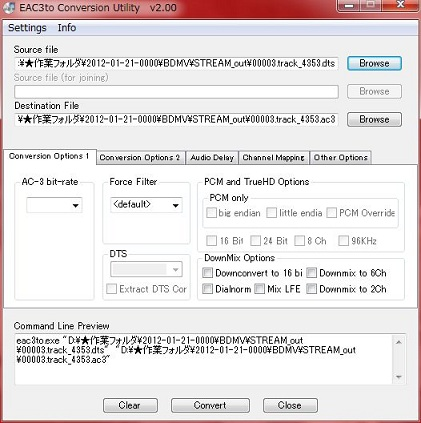 EAC3to Conversion Utility v2.00
Settings Info
Source file
:¥★作業フォルダ¥2012-01-21-0000¥BDMV¥STREAM_out¥00003.track_4353.dts
Browse
Source file (for joining)
Browse
Destination File
¥★作業フォルダ¥2012-01-21-0000¥BDMV¥STREAM_out¥00003.track_4353.ac3
Browse
Conversion Options 1 Conversion Options 2 Audio Delay Channel Mapping Other Options
AC-3 bit-rate
Force Filter
<default>
DTS
Extract DTS Cor
PCM and TrueHD Options
PCM only
big endian little endia PCM Override
16 Bit 24 Bit 8 Ch 96KHz
DownMix Options
Downconvert to 16 bi Downmix to 6Ch
Dialnorm Mix LFE Downmix to 2Ch
Command Line Preview
eac3to.exe "D:¥★作業フォルダ¥2012-01-21-0000¥BDMV¥STREAM_out
¥00003.track_4353.dts" "D:¥★作業フォルダ¥2012-01-21-0000¥BDMV¥STREAM_out
¥00003.track_4353.ac3"
Clear Convert Close